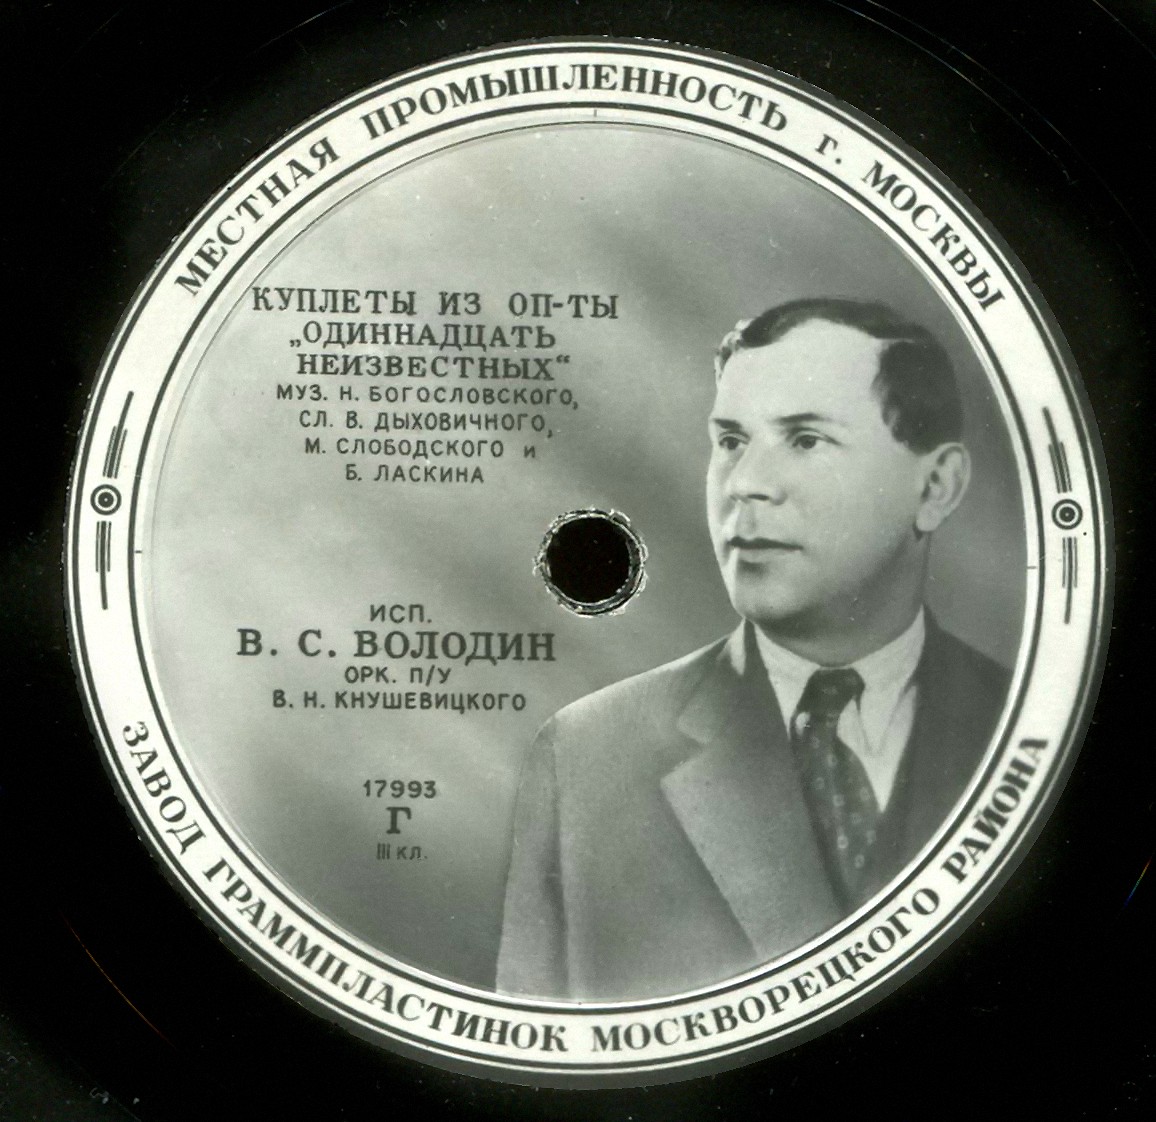 МЕСТНАЯ ПРОМЫШЛЕННОСТЬ г. МОСКВЫ
КУПЛЕТЫ ИЗ ОП-ТЫ
„ОДИННАДЦАТЬ
НЕИЗВЕСТНЫХ“
МУЗ. Н. БОГОСЛОВСКОГО,
СЛ. В. ДЫХОВИЧНОГО,
М. СЛОБОДСКОГО и
Б. ЛАСКИНА
ИСП.
В. С. ВОЛОДИН
ОРК. П/У
В. Н. КНУШЕВИЦКОГО
17993
Г
III КЛ.
ЗАВОД ГРАММПЛАСТИНОК МОСКВОРЕЦКОГО РАЙОНА